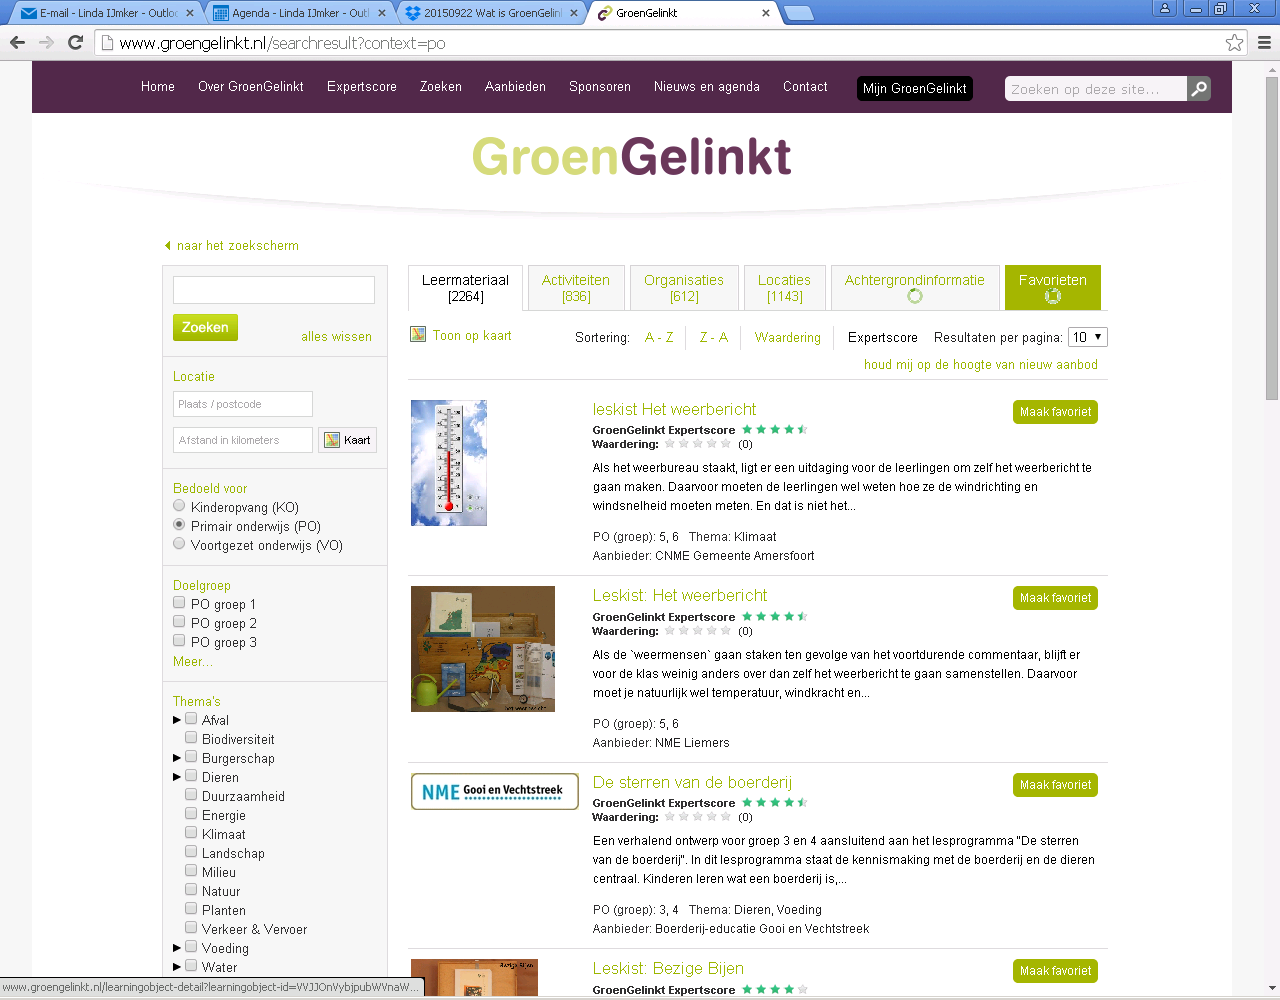 E-mail - Linda IJmker - Outloo
Agenda - Linda IJmker - Outl
20150922 Wat is GroenGelin
GroenGelinkt
www.groengelinkt.nl/searchresult?context=po
Home Over GroenGelinkt Expertscore Zoeken Aanbieden Sponsoren Nieuws en agenda Contact Mijn GroenGelinkt Zoeken op deze site...
GroenGelinkt
naar het zoekscherm
Zoeken
alles wissen
Locatie
Plaats / postcode
Afstand in kilometers Kaart
Bedoeld voor
Kinderopvang (KO)
Primair onderwijs (PO)
Voortgezet onderwijs (VO)
Doelgroep
PO groep 1
PO groep 2
PO groep 3
Meer...
Thema's
Afval
Biodiversiteit
Burgerschap
Dieren
Duurzaamheid
Energie
Klimaat
Landschap
Milieu
Natuur
Planten
Verkeer & Vervoer
Voeding
Water
Leermateriaal [2264]
Activiteiten [836]
Organisaties [612]
Locaties [1143]
Achtergrondinformatie
Favorieten
Toon op kaart
Sortering: A - Z Z - A Waardering Expertscore Resultaten per pagina: 10
houd mij op de hoogte van nieuw aanbod
leskist Het weerbericht
Maak favoriet
GroenGelinkt Expertscore
Waardering: (0)
Als het weerbureau staakt, ligt er een uitdaging voor de leerlingen om zelf het weerbericht te
gaan maken. Daarvoor moeten de leerlingen wel weten hoe ze de windrichting en
windsnelheid moeten meten. En dat is niet het...
PO (groep): 5, 6 Thema: Klimaat
Aanbieder: CNME Gemeente Amersfoort
Leskist: Het weerbericht
Maak favoriet
GroenGelinkt Expertscore
Waardering: (0)
Als de `weermensen` gaan staken ten gevolge van het voortdurende commentaar, blijft er
voor de klas weinig anders over dan zelf het weerbericht te gaan samenstellen. Daarvoor
moet je natuurlijk wel temperatuur, windkracht en...
PO (groep): 5, 6
Aanbieder: NME Liemers
NME Gooi en Vechtstreek
De sterren van de boerderij
Maak favoriet
GroenGelinkt Expertscore
Waardering: (0)
Een verhalend ontwerp voor groep 3 en 4 aansluitend aan het lesprogramma "De sterren
van de boerderij". In dit lesprogramma staat de kennismaking met de boerderij en de dieren
centraal. Kinderen leren wat een boerderij is,...
PO (groep): 3, 4 Thema: Dieren, Voeding
Aanbieder: Boerderij-educatie Gooi en Vechtstreek
Bezige Bijen
Leskist: Bezige Bijen
Maak favoriet
GroenGelinkt Expertscore